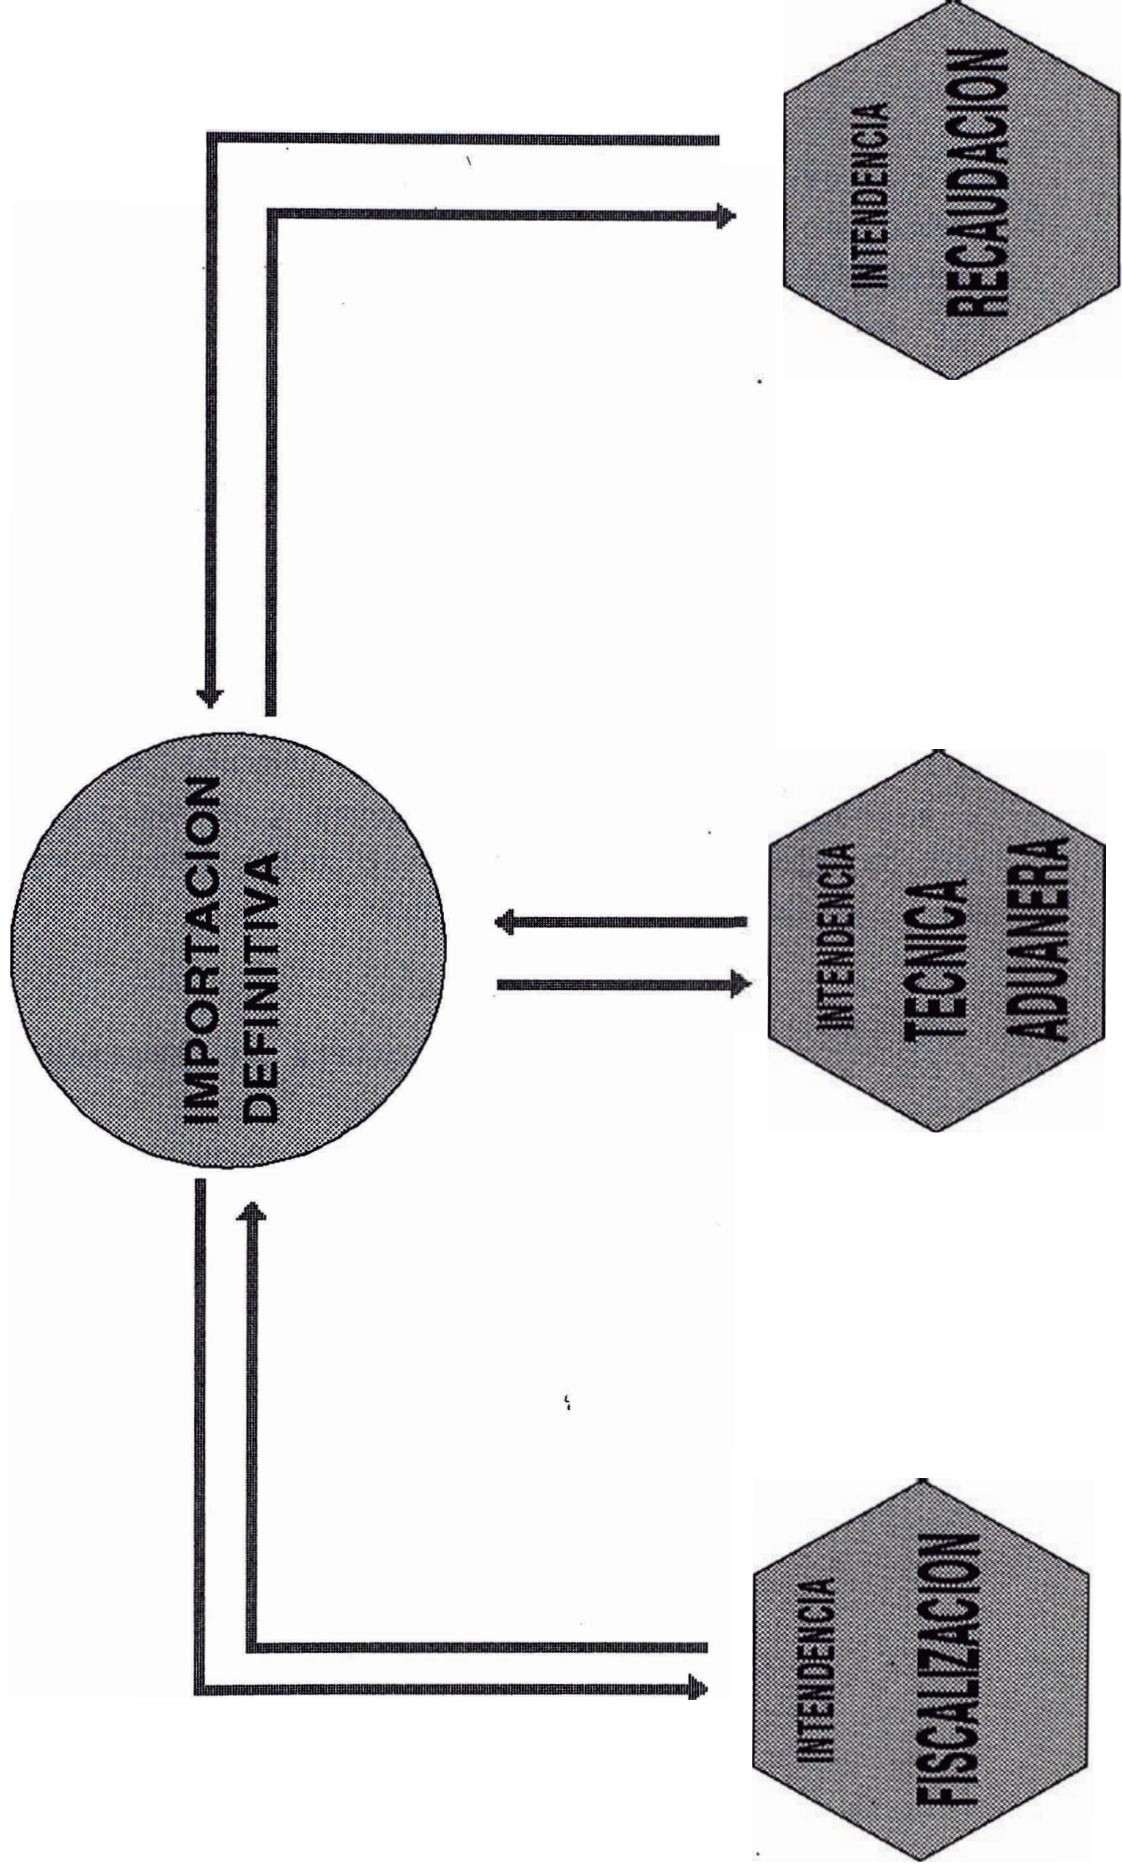 IMPORTACION
DEFINITIVA
INTENDENCIA
FISCALIZACION
INTENDENCIA
TECNICA
ADUANERA
INTENDENCIA
RECAUDACION